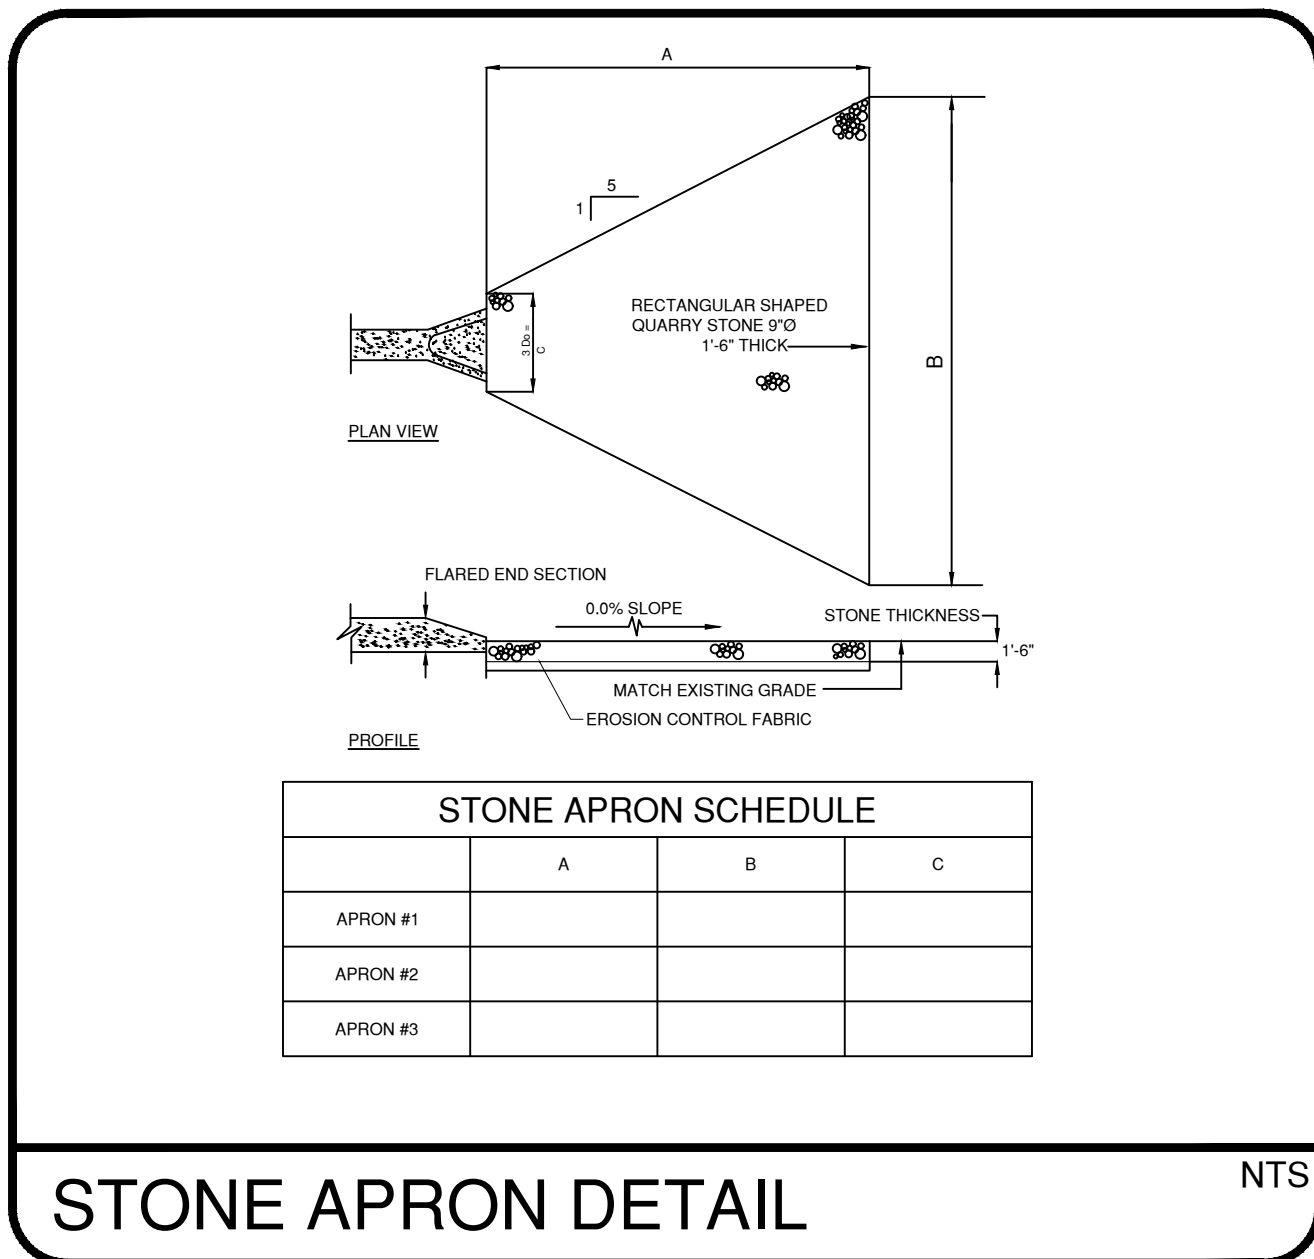 A
5
1
RECTANGULAR SHAPED
QUARRY STONE 9"Ø
1'-6" THICK
3 Do =
C
B
PLAN VIEW
FLARED END SECTION
0.0% SLOPE
STONE THICKNESS
1'-6"
MATCH EXISTING GRADE
EROSION CONTROL FABRIC
PROFILE
STONE APRON SCHEDULE
A B C
APRON #1
APRON #2
APRON #3
STONE APRON DETAIL
NTS